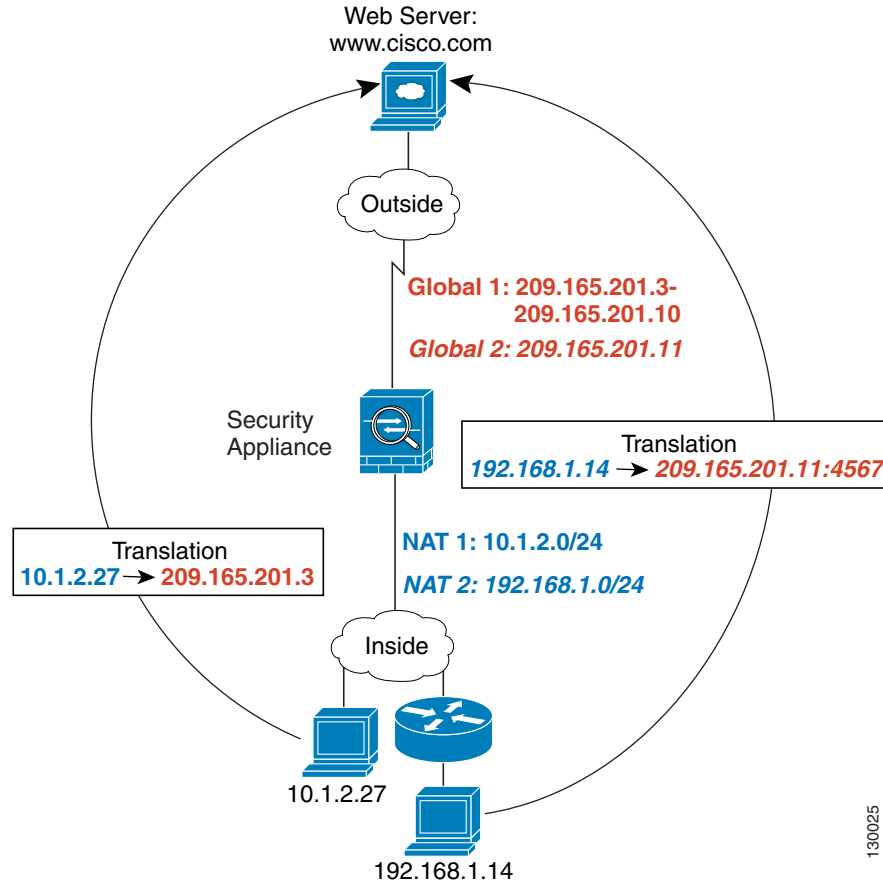 Web Server:
www.cisco.com
Outside
Global 1: 209.165.201.3-
209.165.201.10
Global 2: 209.165.201.11
Security
Appliance
Translation
192.168.1.14 209.165.201.11:4567
Translation
10.1.2.27 209.165.201.3
NAT 1: 10.1.2.0/24
NAT 2: 192.168.1.0/24
Inside
10.1.2.27
192.168.1.14
130025